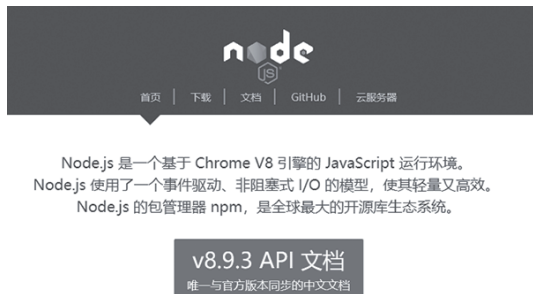 node
JS
首页 下载 文档 GitHub 云服务器
Node.js 是一个基于 Chrome V8 引擎的 JavaScript 运行环境。
Node.js 使用了一个事件驱动、非阻塞式 I/O 的模型，使其轻量又高效。
Node.js 的包管理器 npm，是全球最大的开源库生态系统。
v8.9.3 API 文档
唯一与官方版本同步的中文文档